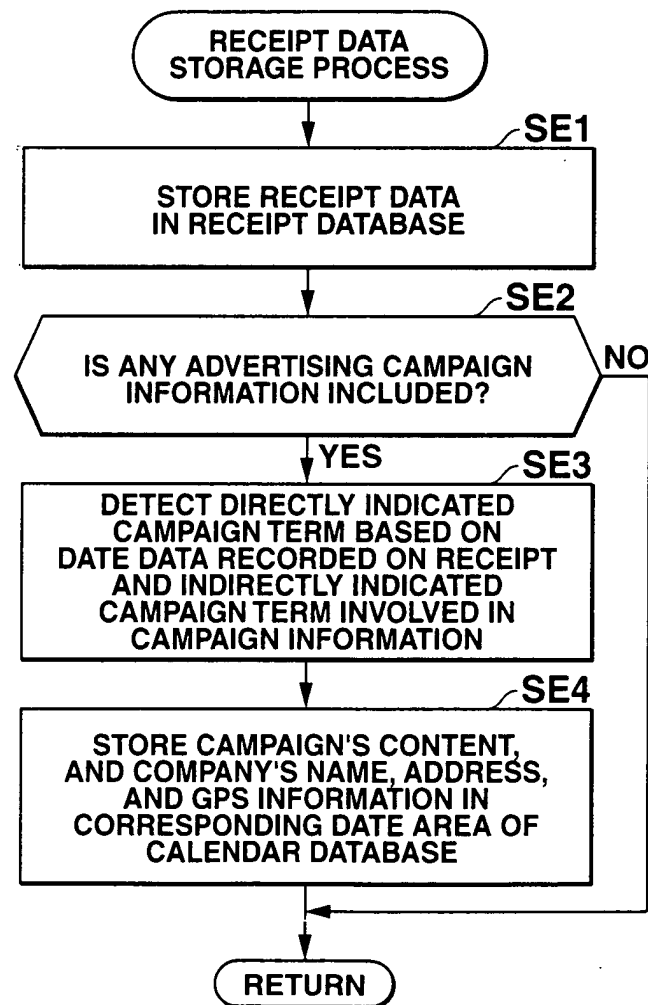 RECEIPT DATA
STORAGE PROCESS
SE1
STORE RECEIPT DATA
IN RECEIPT DATABASE
SE2
IS ANY ADVERTISING CAMPAIGN
INFORMATION INCLUDED?
NO
YES
SE3
DETECT DIRECTLY INDICATED
CAMPAIGN TERM BASED ON
DATE DATA RECORDED ON RECEIPT
AND INDIRECTLY INDICATED
CAMPAIGN TERM INVOLVED IN
CAMPAIGN INFORMATION
SE4
STORE CAMPAIGN'S CONTENT,
AND COMPANY'S NAME, ADDRESS,
AND GPS INFORMATION IN
CORRESPONDING DATE AREA OF
CALENDAR DATABASE
RETURN